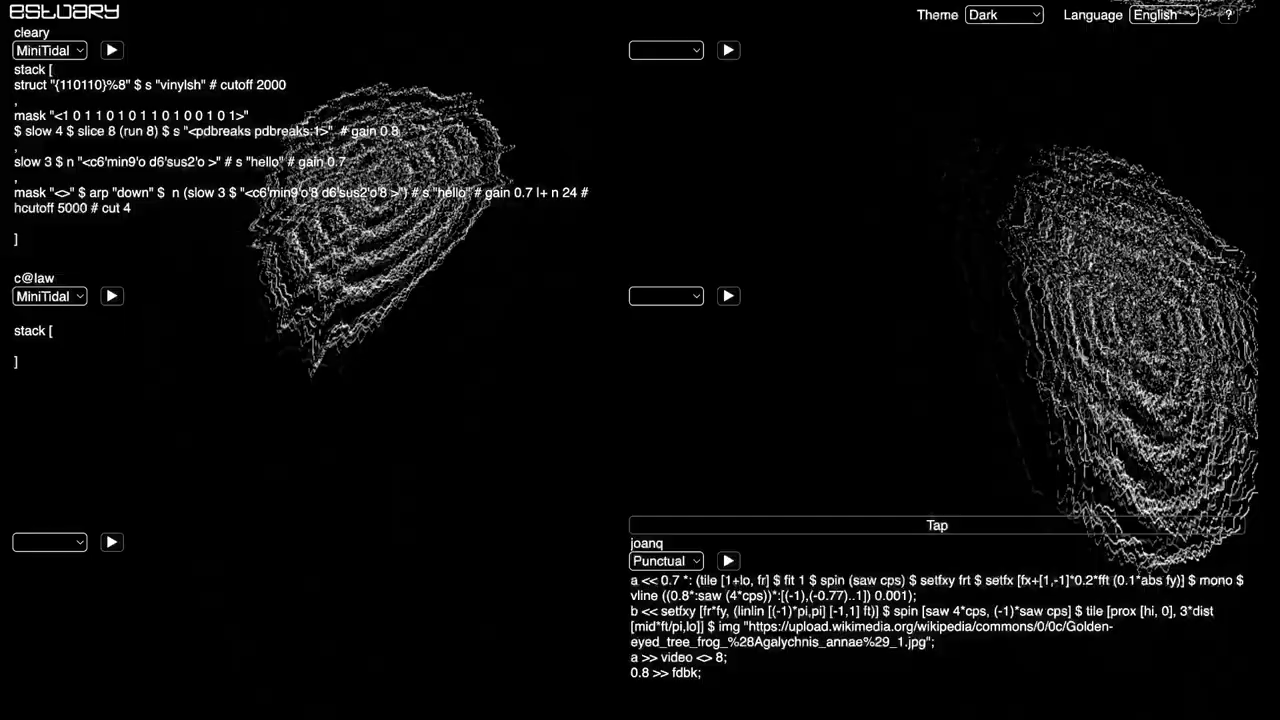 estuary
Theme Dark Language English ?
cleary
MiniTidal
stack [
struct "{110110}%8" $ s "vinylsh" # cutoff 2000
,
mask "<1 0 1 1 0 1 0 1 1 0 1 0 0 1 0 1>"
$ slow 4 $ slice 8 (run 8) $ s "<pdbreaks pdbreaks:1>" # gain 0.8
,
slow 3 $ n "<c6'min9'o d6'sus2'o >" # s "hello" # gain 0.7
,
mask "<>" $ arp "down" $ n (slow 3 $ "<c6'min9'o'8 d6'sus2'o'8 >") # s "hello" # gain 0.7 |+ n 24 #
hcutoff 5000 # cut 4
]
c@law
MiniTidal
stack [
]
Tap
joanq
Punctual
a << 0.7 *: (tile [1+lo, fr] $ fit 1 $ spin (saw cps) $ setfxy frt $ setfx [fx+[1,-1]*0.2*fft (0.1*abs fy)] $ mono $
vline ((0.8*:saw (4*cps))*:[(-1),(-0.77)..1]) 0.001);
b << setfxy [fr*fy, (linlin [(-1)*pi,pi] [-1,1] ft)] $ spin [saw 4*cps, (-1)*saw cps] $ tile [prox [hi, 0], 3*dist
[mid*ft/pi,lo]] $ img "https://upload.wikimedia.org/wikipedia/commons/0/0c/Golden-
eyed_tree_frog_%28Agalychnis_annae%29_1.jpg";
a >> video <> 8;
0.8 >> fdbk;